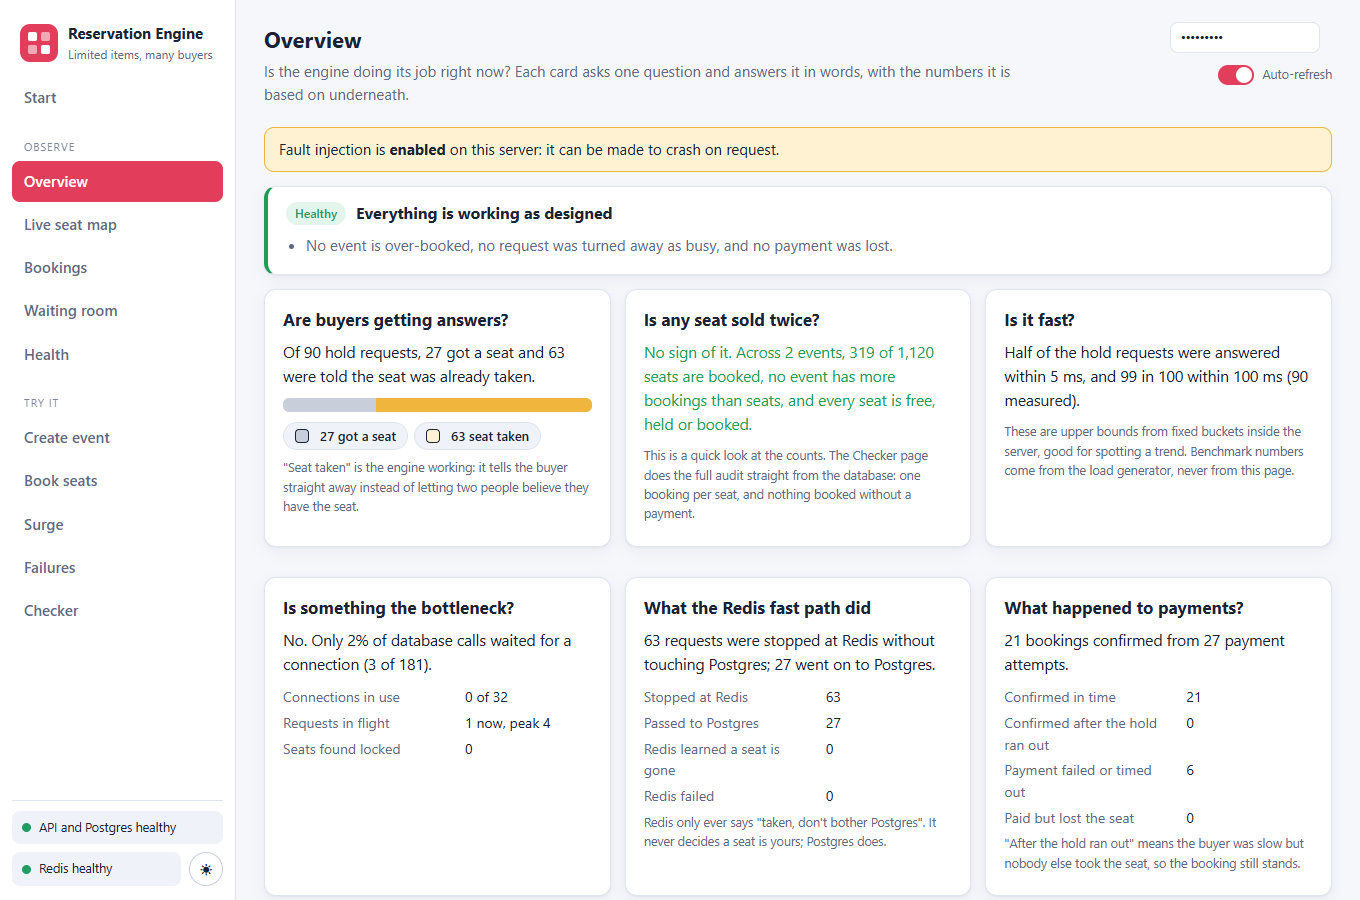 Reservation Engine
Limited items, many buyers
Start
OBSERVE
Overview
Live seat map
Bookings
Waiting room
Health
TRY IT
Create event
Book seats
Surge
Failures
Checker
API and Postgres healthy
Redis healthy
Overview
Is the engine doing its job right now? Each card asks one question and answers it in words, with the numbers it is
based on underneath.
•••••••••
Auto-refresh
Fault injection is enabled on this server: it can be made to crash on request.
Healthy Everything is working as designed
• No event is over-booked, no request was turned away as busy, and no payment was lost.
Are buyers getting answers?
Of 90 hold requests, 27 got a seat and 63
were told the seat was already taken.
27 got a seat 63 seat taken
"Seat taken" is the engine working: it tells the buyer
straight away instead of letting two people believe they
have the seat.
Is any seat sold twice?
No sign of it. Across 2 events, 319 of 1,120
seats are booked, no event has more
bookings than seats, and every seat is free,
held or booked.
This is a quick look at the counts. The Checker page
does the full audit straight from the database: one
booking per seat, and nothing booked without a
payment.
Is it fast?
Half of the hold requests were answered
within 5 ms, and 99 in 100 within 100 ms (90
measured).
These are upper bounds from fixed buckets inside the
server, good for spotting a trend. Benchmark numbers
come from the load generator, never from this page.
Is something the bottleneck?
No. Only 2% of database calls waited for a
connection (3 of 181).
Connections in use 0 of 32
Requests in flight 1 now, peak 4
Seats found locked 0
What the Redis fast path did
63 requests were stopped at Redis without
touching Postgres; 27 went on to Postgres.
Stopped at Redis 63
Passed to Postgres 27
Redis learned a seat is 0
gone
Redis failed 0
Redis only ever says "taken, don't bother Postgres". It
never decides a seat is yours; Postgres does.
What happened to payments?
21 bookings confirmed from 27 payment
attempts.
Confirmed in time 21
Confirmed after the hold 0
ran out
Payment failed or timed 6
out
Paid but lost the seat 0
"After the hold ran out" means the buyer was slow but
nobody else took the seat, so the booking still stands.